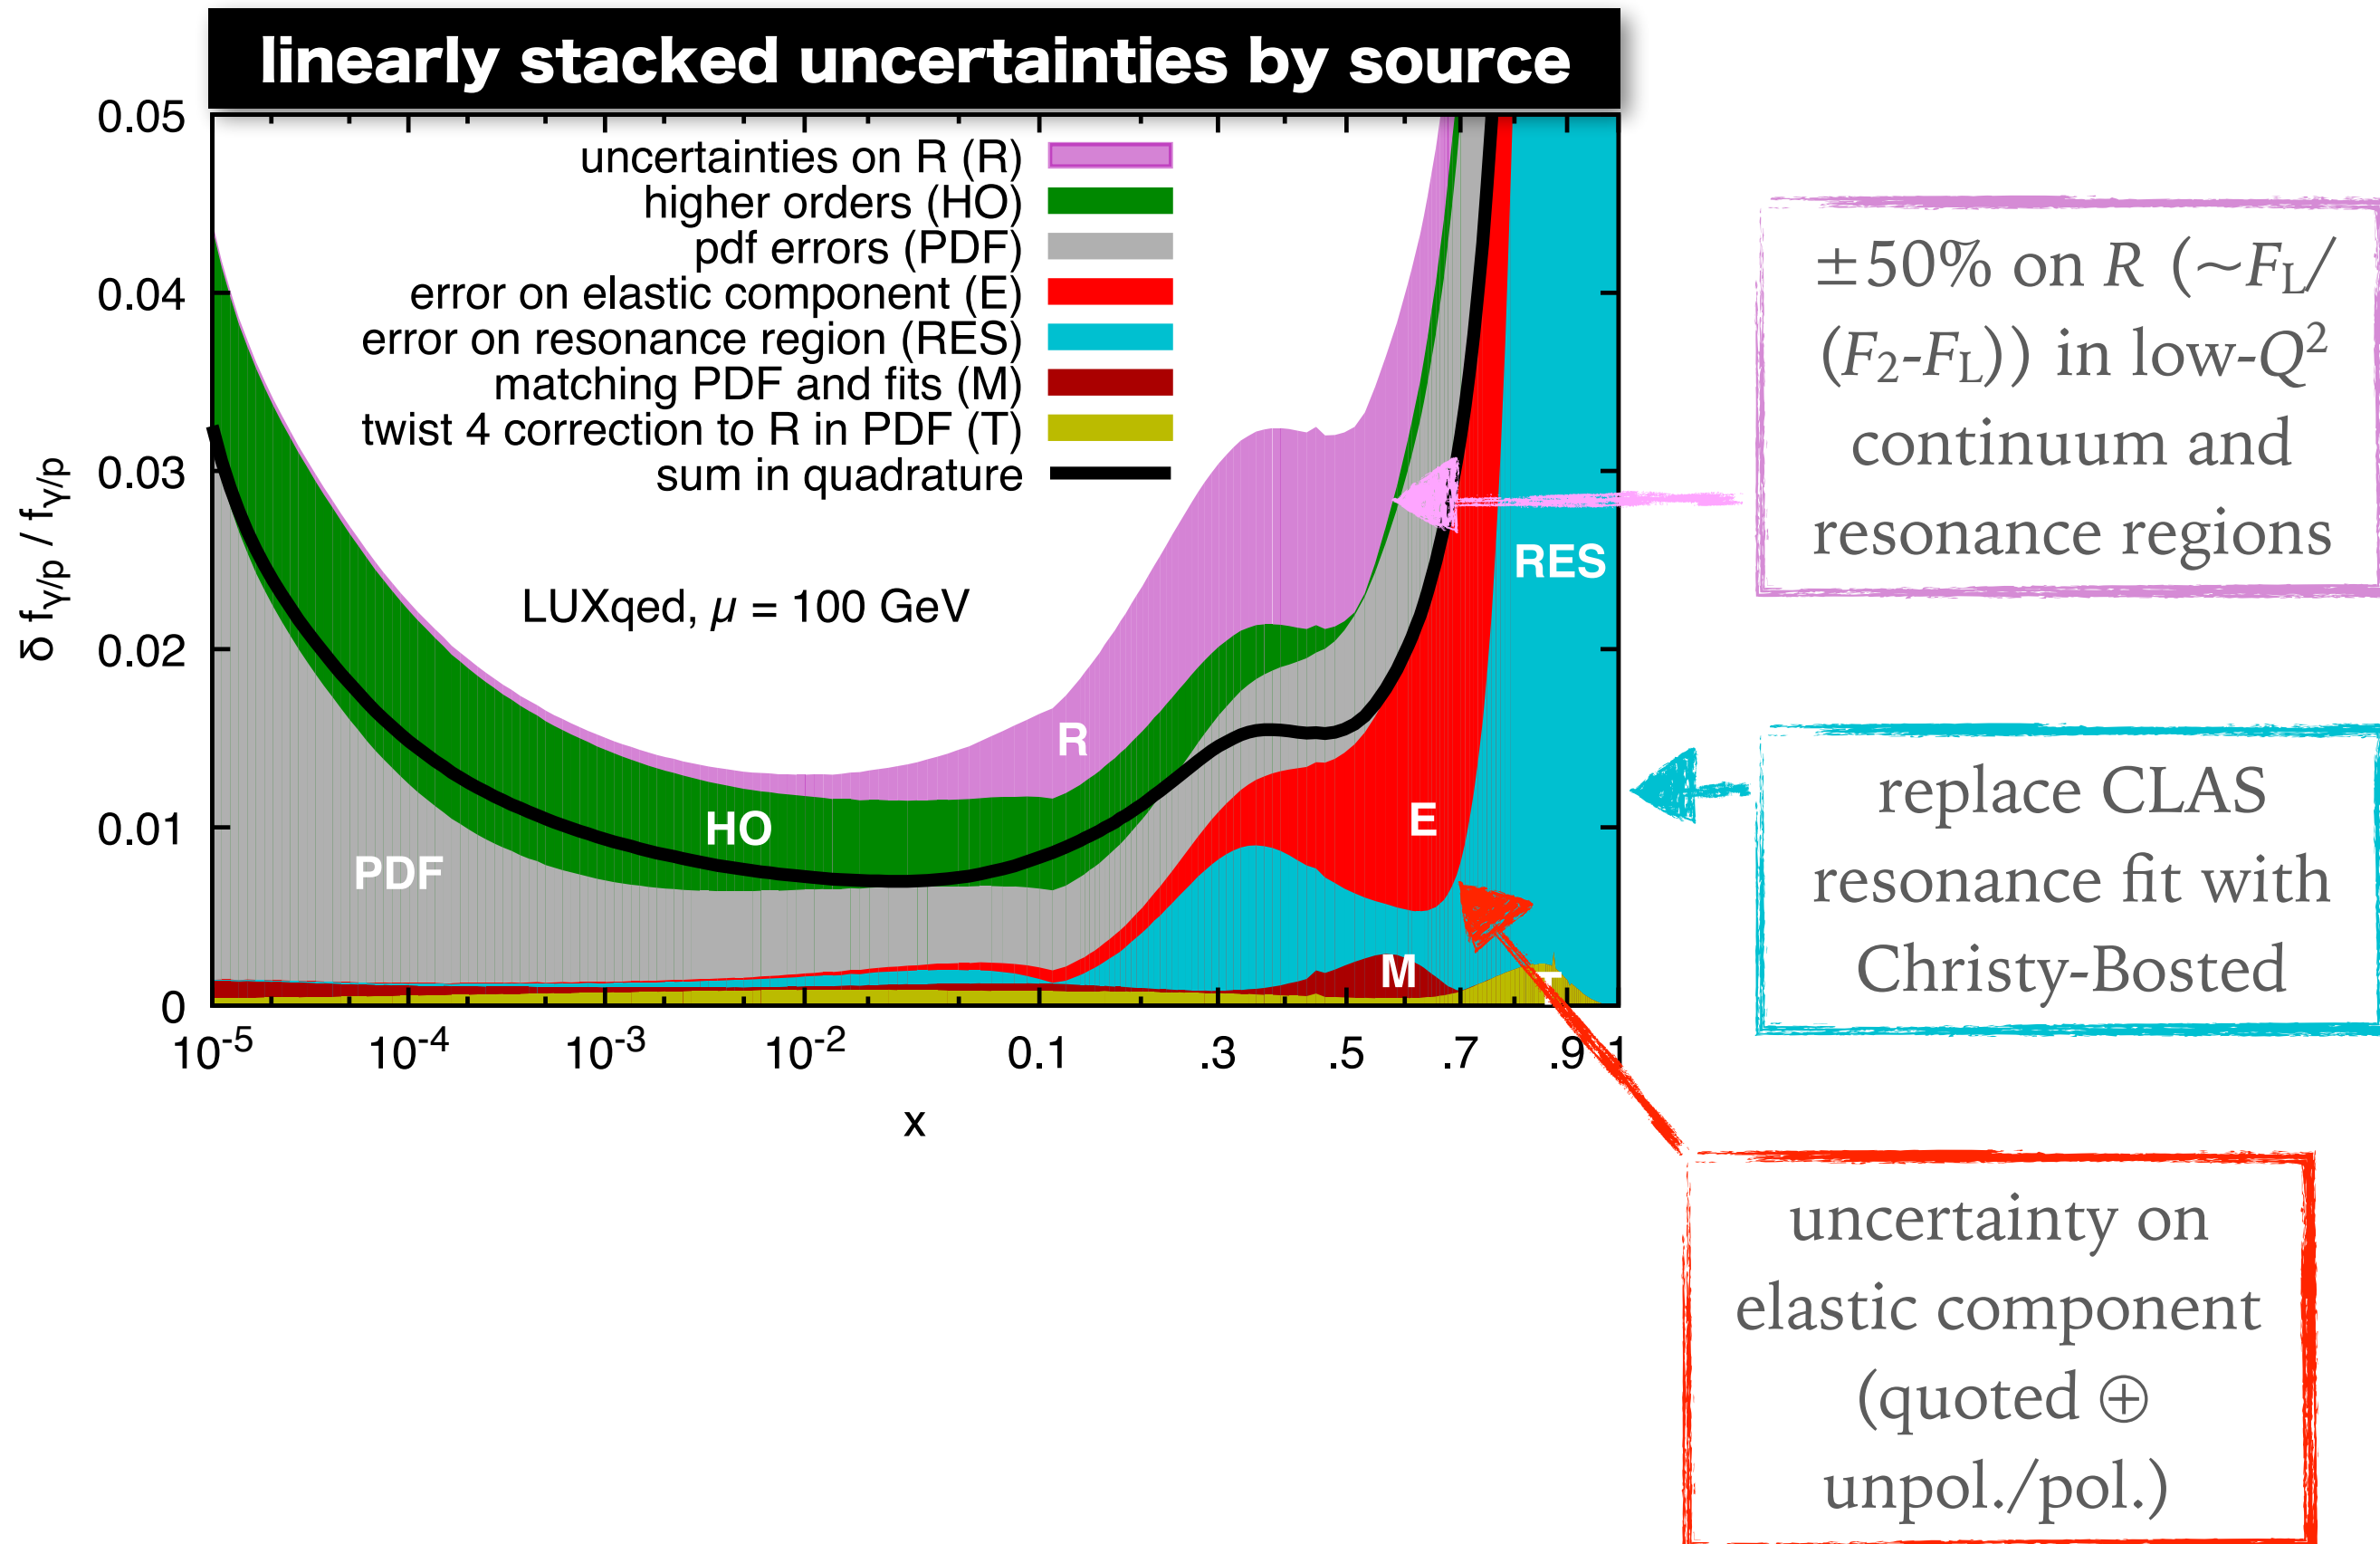 linearly stacked uncertainties by source
0.05
0.04
0.03
0.02
0.01
0
δ fγ/p / fγ/p
uncertainties on R (R)
higher orders (HO)
pdf errors (PDF)
error on elastic component (E)
error on resonance region (RES)
matching PDF and fits (M)
twist 4 correction to R in PDF (T)
sum in quadrature
LUXqed, μ = 100 GeV
RES
R
HO
E
PDF
M
T
10⁻⁵ 10⁻⁴ 10⁻³ 10⁻² 0.1 .3 .5 .7 .9 1
x
±50% on R (~F_L/
(F₂-F_L)) in low-Q²
continuum and
resonance regions
replace CLAS
resonance fit with
Christy-Bosted
uncertainty on
elastic component
(quoted ⊕
unpol./pol.)